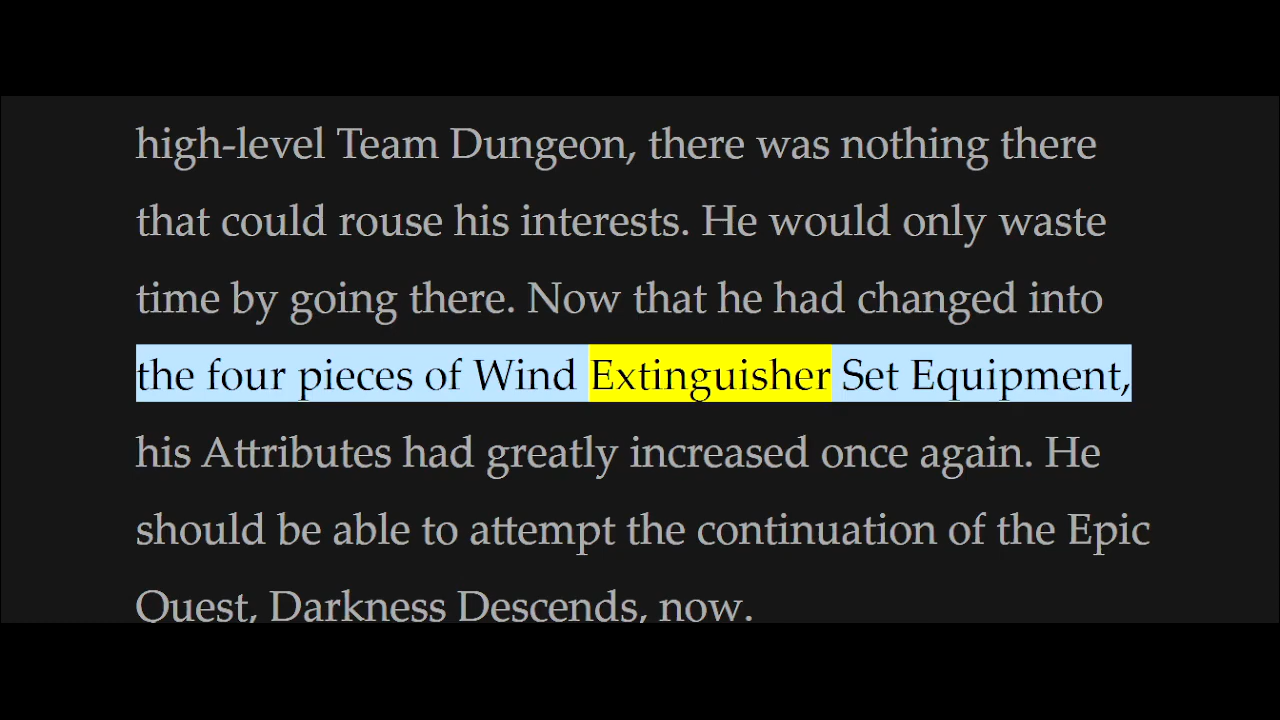 high-level Team Dungeon, there was nothing there
that could rouse his interests. He would only waste
time by going there. Now that he had changed into
the four pieces of Wind Extinguisher Set Equipment,
his Attributes had greatly increased once again. He
should be able to attempt the continuation of the Epic
Quest, Darkness Descends, now.